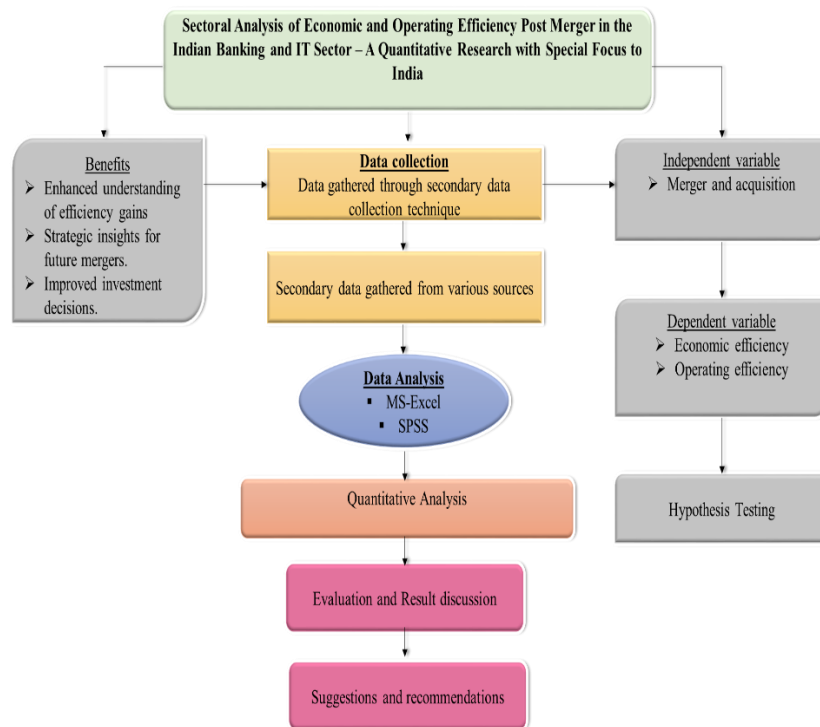 Sectoral Analysis of Economic and Operating Efficiency Post Merger in the
Indian Banking and IT Sector – A Quantitative Research with Special Focus to
India
Benefits
➢ Enhanced understanding
of efficiency gains
➢ Strategic insights for
future mergers.
➢ Improved investment
decisions.
Data collection
Data gathered through secondary data
collection technique
Independent variable
➢ Merger and acquisition
Secondary data gathered from various sources
Dependent variable
➢ Economic efficiency
➢ Operating efficiency
Data Analysis
▪ MS-Excel
▪ SPSS
Quantitative Analysis
Hypothesis Testing
Evaluation and Result discussion
Suggestions and recommendations